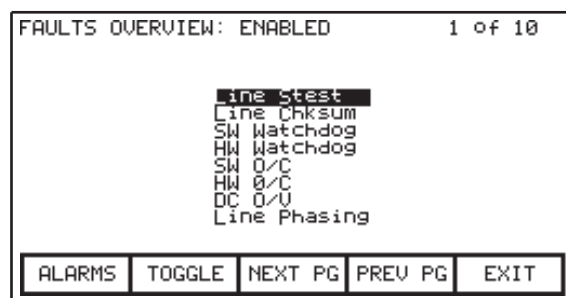 FAULTS OVERVIEW: ENABLED 1 of 10
Line Stest
Line Chksum
SW Watchdog
HW Watchdog
SW O/C
HW 0/C
DC O/V
Line Phasing
ALARMS TOGGLE NEXT PG PREV PG EXIT